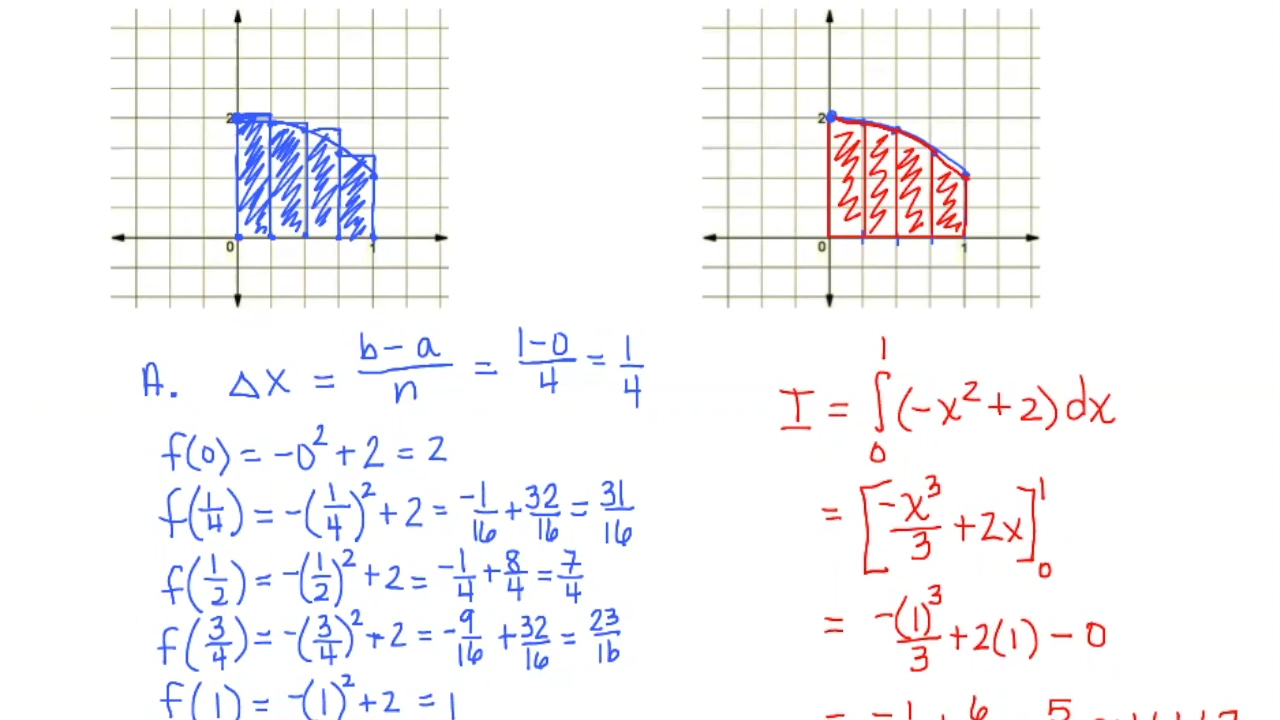 2
0 1
2
0 1
A. Δx = b-a/n = 1-0/4 = 1/4
f(0) = -0² + 2 = 2
f(1/4) = -(1/4)² + 2 = -1/16 + 32/16 = 31/16
f(1/2) = -(1/2)² + 2 = -1/4 + 8/4 = 7/4
f(3/4) = -(3/4)² + 2 = -9/16 + 32/16 = 23/16
f(1) = -(1)² + 2 = 1
I = ∫₀¹ (-x² + 2) dx
= [-x³/3 + 2x]₀¹
= -(1)³/3 + 2(1) - 0